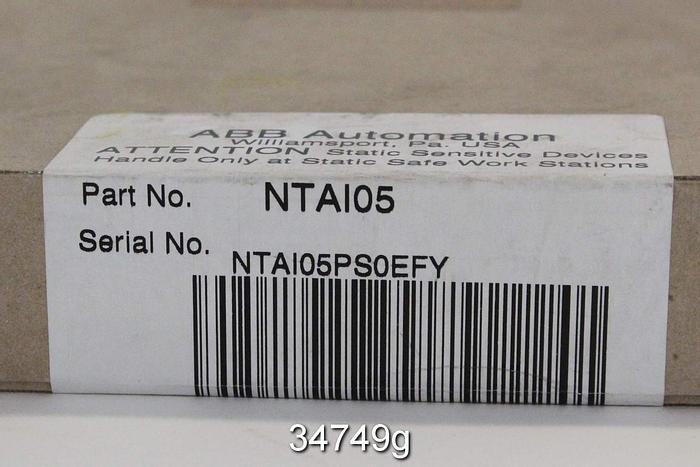 ABB Automation
Williamsport, Pa. USA
ATTENTION Static Sensitive Devices
Handle Only at Static Safe Work Stations
Part No. NTAI05
Serial No. NTAI05PS0EFY
34749g